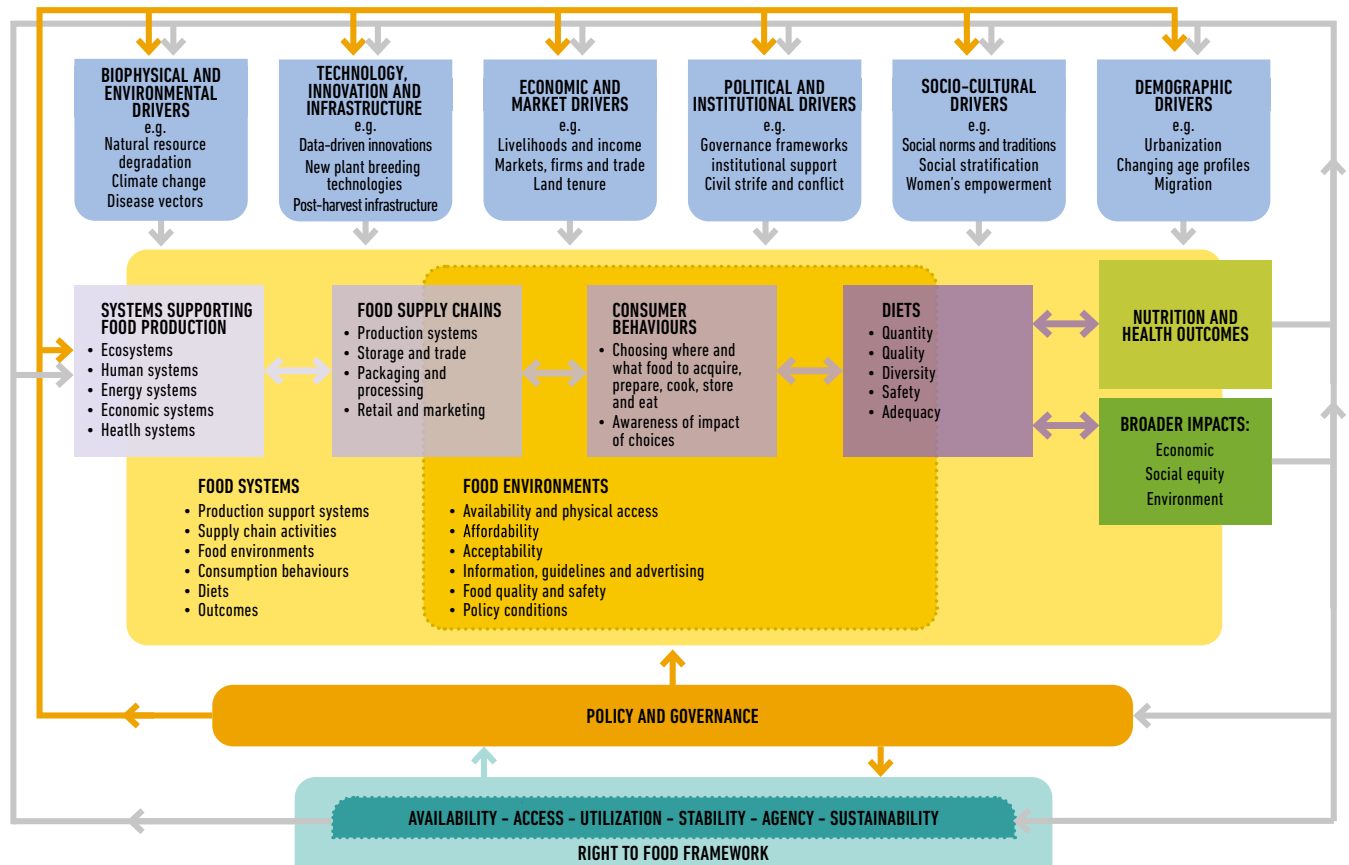 BIOPHYSICAL AND
ENVIRONMENTAL
DRIVERS
e.g.
Natural resource
degradation
Climate change
Disease vectors
TECHNOLOGY,
INNOVATION AND
INFRASTRUCTURE
e.g.
Data-driven innovations
New plant breeding
technologies
Post-harvest infrastructure
ECONOMIC AND
MARKET DRIVERS
e.g.
Livelihoods and income
Markets, firms and trade
Land tenure
POLITICAL AND
INSTITUTIONAL DRIVERS
e.g.
Governance frameworks
institutional support
Civil strife and conflict
SOCIO-CULTURAL
DRIVERS
e.g.
Social norms and traditions
Social stratification
Women's empowerment
DEMOGRAPHIC
DRIVERS
e.g.
Urbanization
Changing age profiles
Migration
SYSTEMS SUPPORTING
FOOD PRODUCTION
• Ecosystems
• Human systems
• Energy systems
• Economic systems
• Heatlh systems
FOOD SUPPLY CHAINS
• Production systems
• Storage and trade
• Packaging and
processing
• Retail and marketing
CONSUMER
BEHAVIOURS
• Choosing where and
what food to acquire,
prepare, cook, store
and eat
• Awareness of impact
of choices
DIETS
• Quantity
• Quality
• Diversity
• Safety
• Adequacy
NUTRITION AND
HEALTH OUTCOMES
BROADER IMPACTS:
Economic
Social equity
Environment
FOOD SYSTEMS
• Production support systems
• Supply chain activities
• Food environments
• Consumption behaviours
• Diets
• Outcomes
FOOD ENVIRONMENTS
• Availability and physical access
• Affordability
• Acceptability
• Information, guidelines and advertising
• Food quality and safety
• Policy conditions
POLICY AND GOVERNANCE
AVAILABILITY – ACCESS – UTILIZATION – STABILITY – AGENCY – SUSTAINABILITY
RIGHT TO FOOD FRAMEWORK